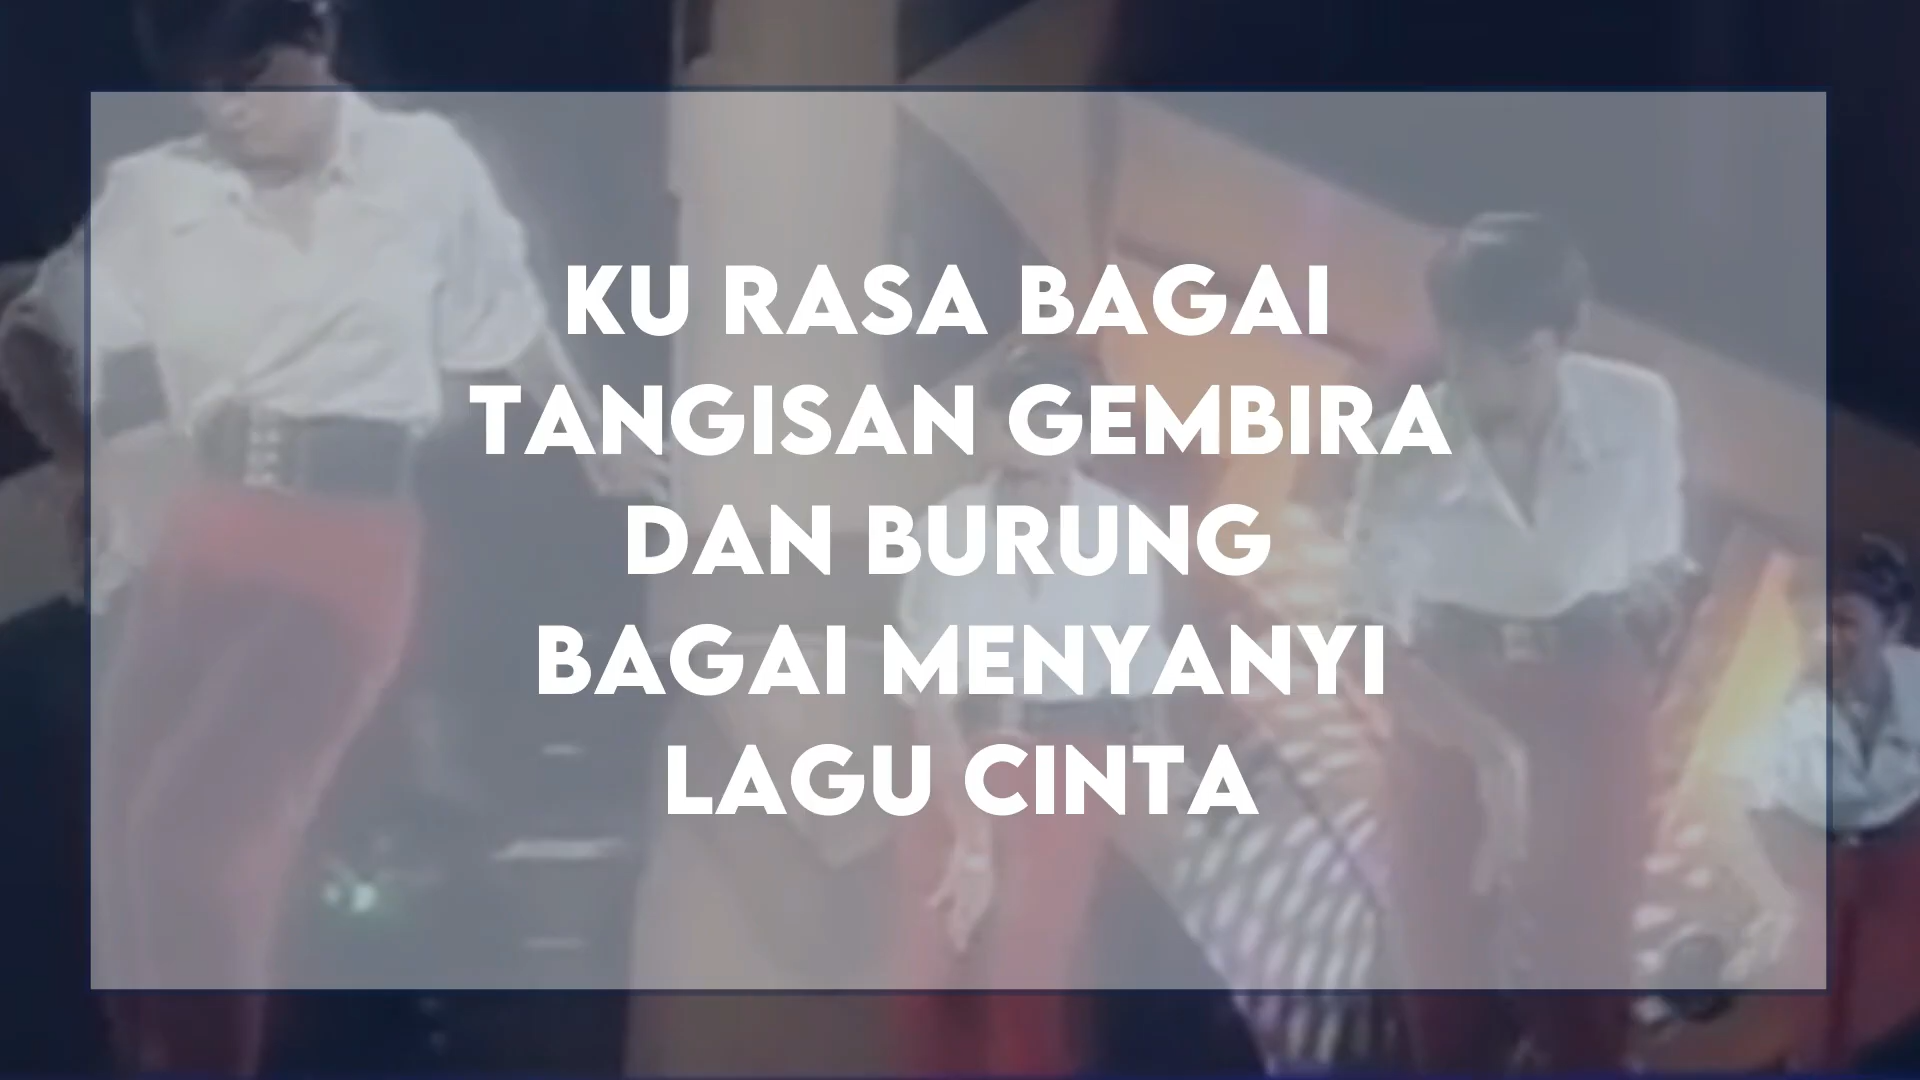 KU RASA BAGAI
TANGISAN GEMBIRA
DAN BURUNG
BAGAI MENYANYI
LAGU CINTA